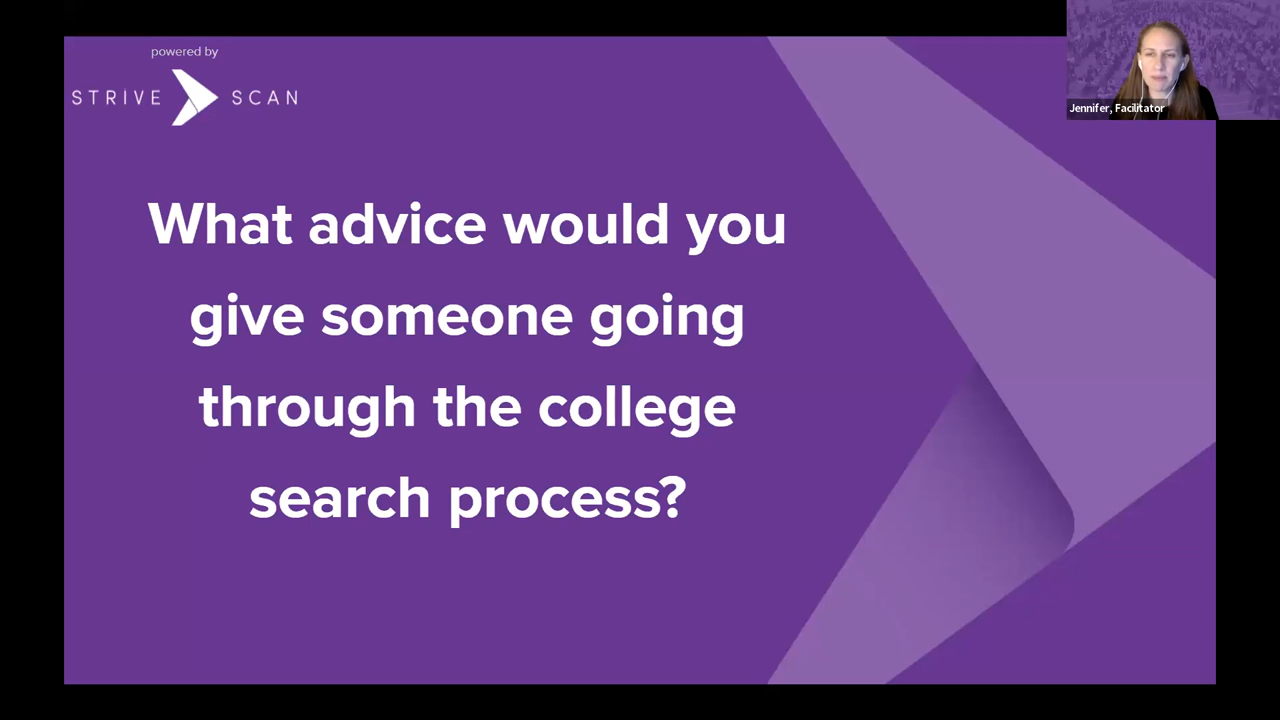 powered by
STRIVE SCAN
Jennifer, Facilitator
What advice would you
give someone going
through the college
search process?